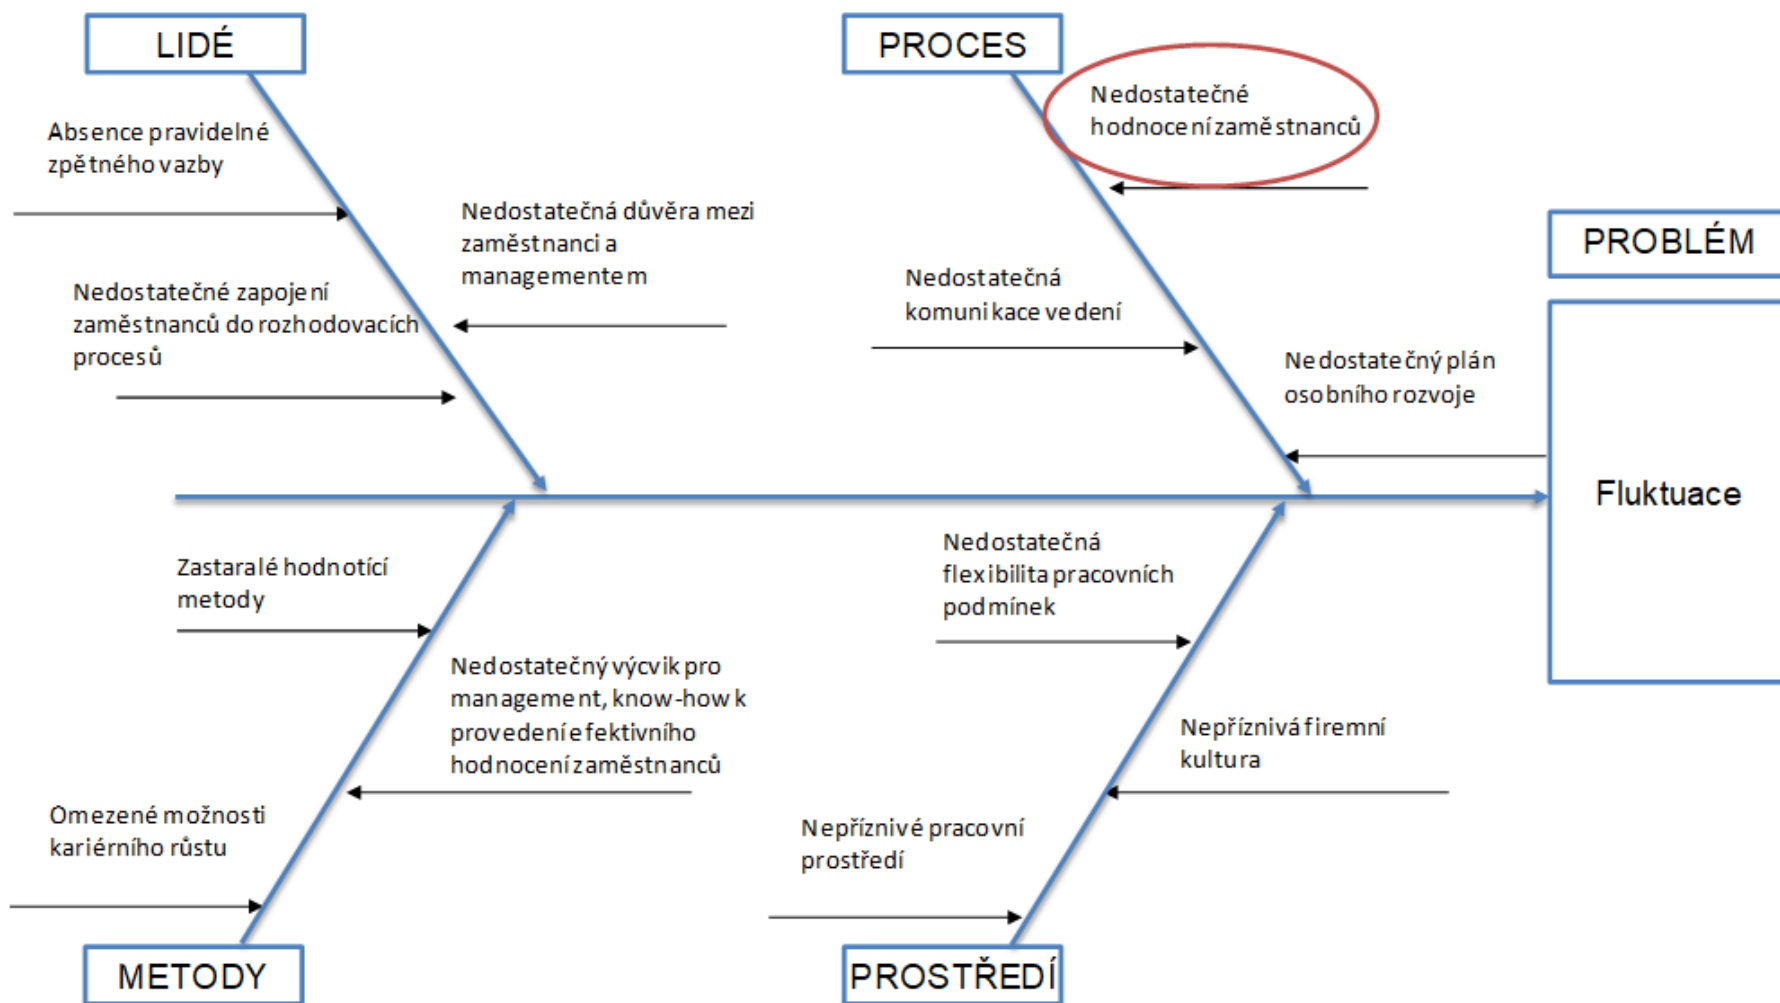 LIDÉ
PROCES
Nedostatečné
hodnocení zaměstnanců
Absence pravidelné
zpětného vazby
Nedostatečná důvěra mezi
zaměstnanci a
managementem
PROBLÉM
Nedostatečná
komunikace vedení
Nedostatečné zapojení
zaměstnanců do rozhodovacích
procesů
Nedostatečný plán
osobního rozvoje
Fluktuace
Zastaralé hodnotící
metody
Nedostatečná
flexibilita pracovních
podmínek
Nedostatečný výcvik pro
management, know-how k
provedení efektivního
hodnocení zaměstnanců
Nepříznivá firemní
kultura
Omezené možnosti
kariérního růstu
Nepříznivé pracovní
prostředí
METODY
PROSTŘEDÍ